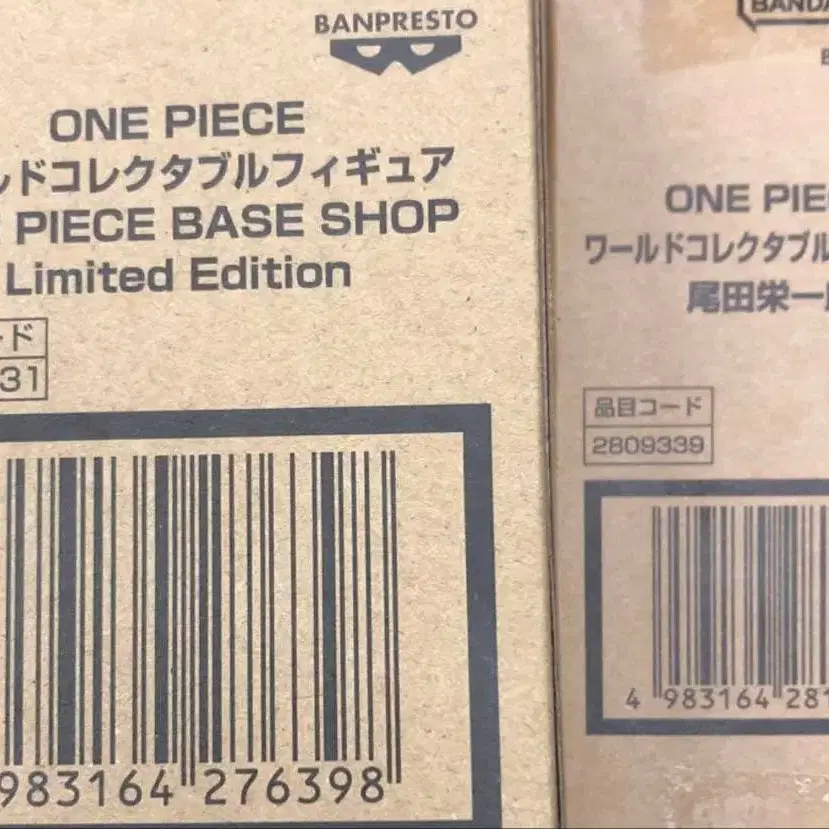 BANPRESTO
ONE PIECE
ルドコレクタブルフィギュア
PIECE BASE SHOP
Limited Edition
ード
31
983164 276398
BANDA
ONE PIE
ワールドコレクタブル
尾田栄一
品目コード
2809339
4 983164 281